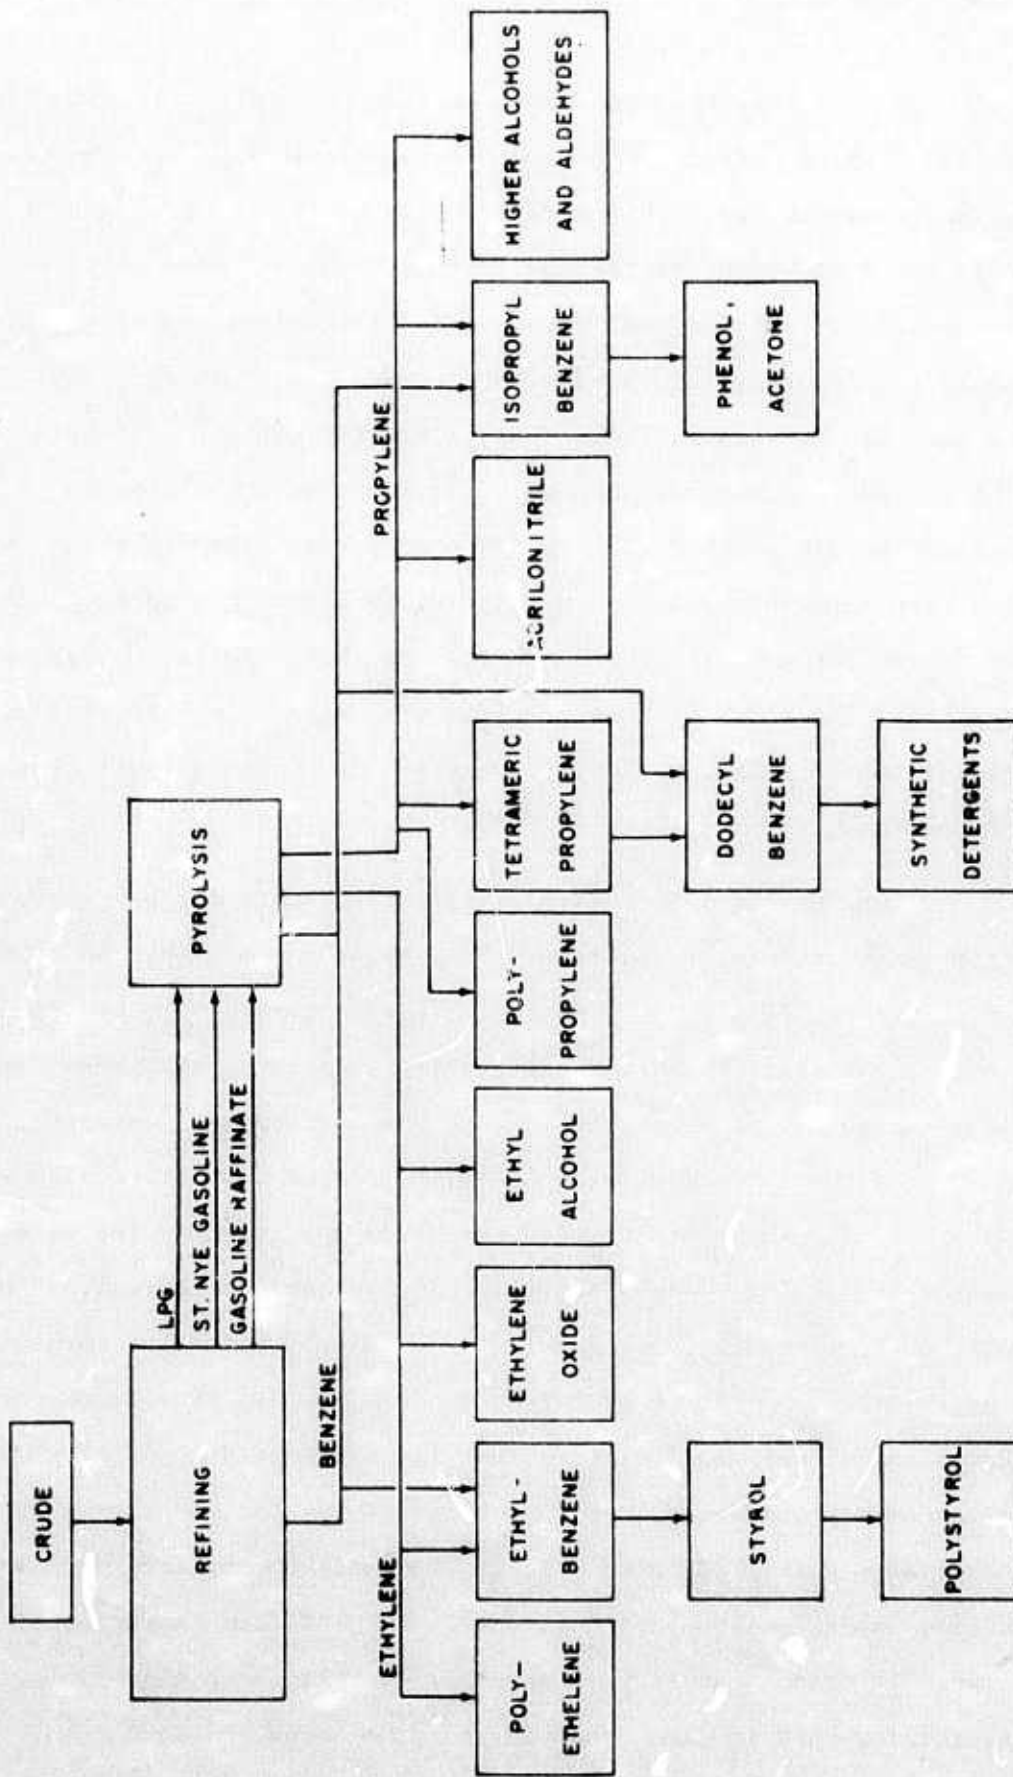 CRUDE
REFINING
LPG
ST. NYE GASOLINE
GASOLINE RAFFINATE
PYROLYSIS
BENZENE
ETHYLENE
PROPYLENE
POLY-
ETHELENE
ETHYL-
BENZENE
ETHYLENE
OXIDE
ETHYL
ALCOHOL
POLY-
PROPYLENE
TETRAMERIC
PROPYLENE
ACRILONITRILE
ISOPROPYL
BENZENE
HIGHER ALCOHOLS
AND ALDEHYDES
STYROL
DODECYL
BENZENE
PHENOL,
ACETONE
POLYSTYROL
SYNTHETIC
DETERGENTS